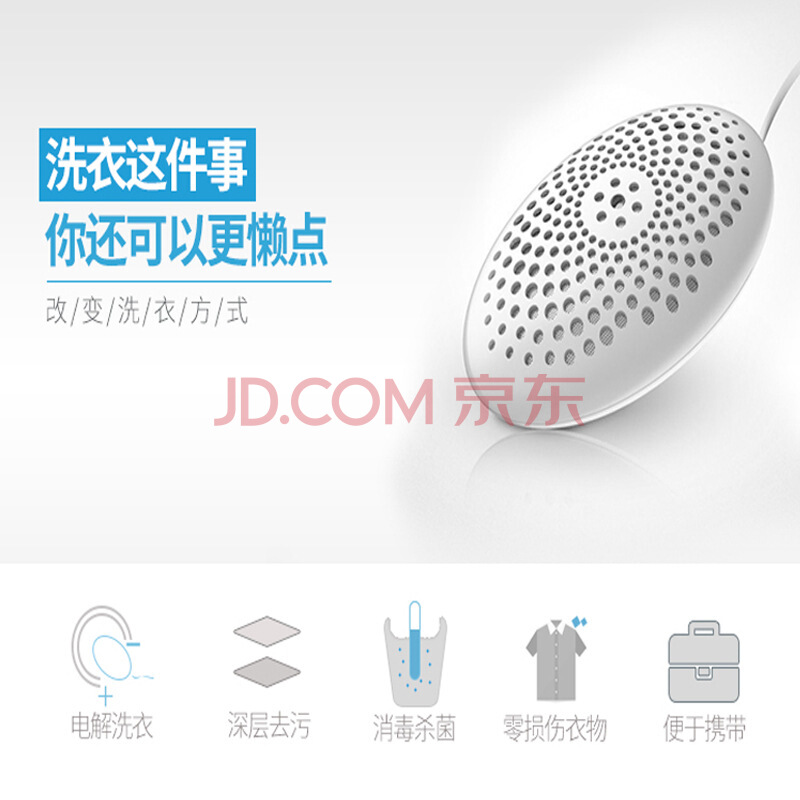 洗衣这件事
你还可以更懒点
改/变/洗/衣/方/式
JD.COM 京东
电解洗衣
深层去污
消毒杀菌
零损伤衣物
便于携带